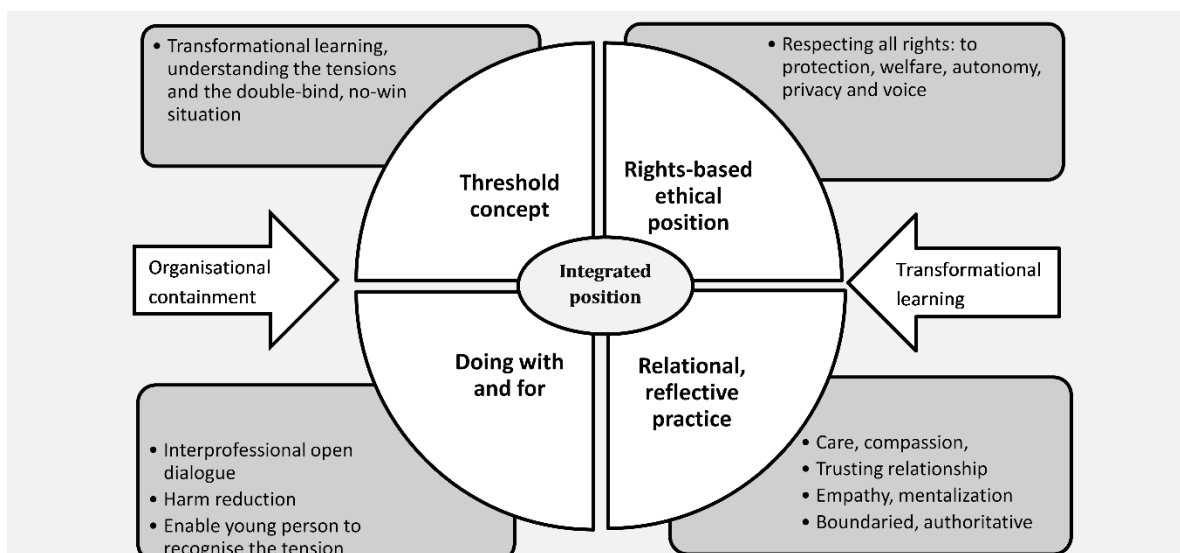 • Transformational learning,
understanding the tensions
and the double-bind, no-win
situation
• Respecting all rights: to
protection, welfare, autonomy,
privacy and voice
Threshold
concept
Rights-based
ethical
position
Organisational
containment
Integrated
position
Transformational
learning
Doing with
and for
Relational,
reflective
practice
• Interprofessional open
dialogue
• Harm reduction
• Enable young person to
recognise the tension
• Care, compassion,
• Trusting relationship
• Empathy, mentalization
• Boundaried, authoritative